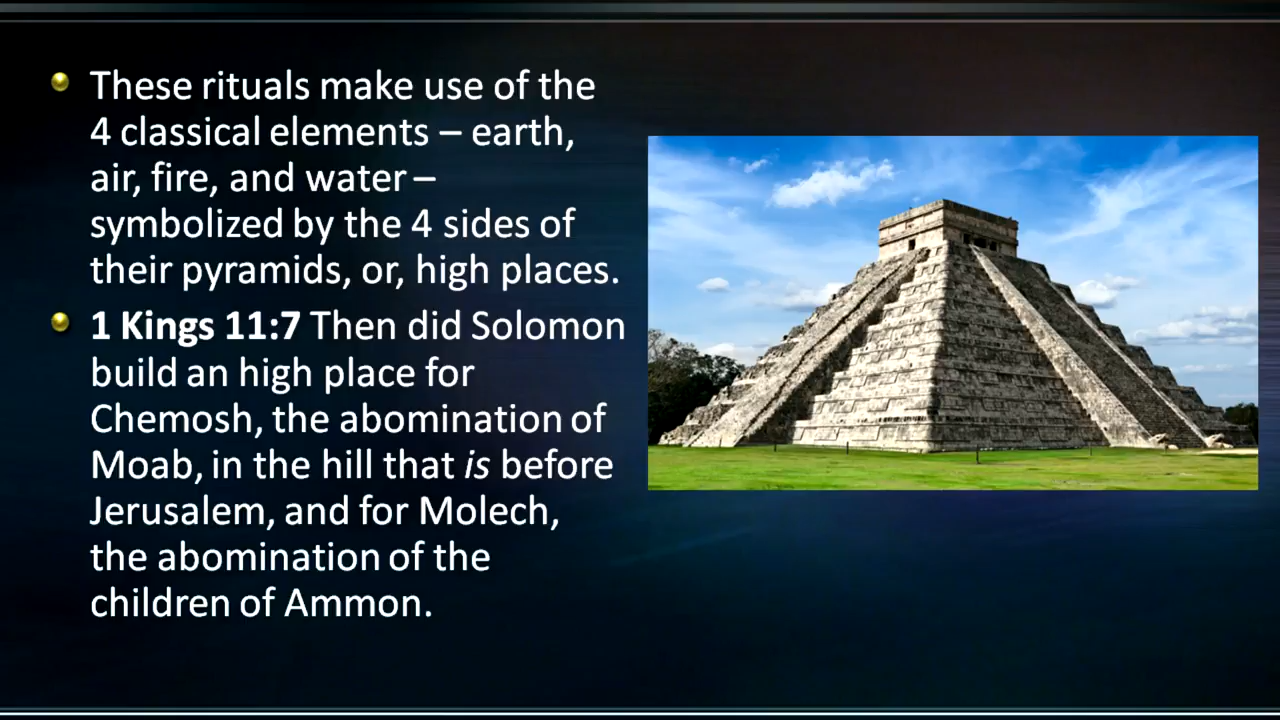 These rituals make use of the
4 classical elements – earth,
air, fire, and water –
symbolized by the 4 sides of
their pyramids, or, high places.
1 Kings 11:7 Then did Solomon
build an high place for
Chemosh, the abomination of
Moab, in the hill that is before
Jerusalem, and for Molech,
the abomination of the
children of Ammon.